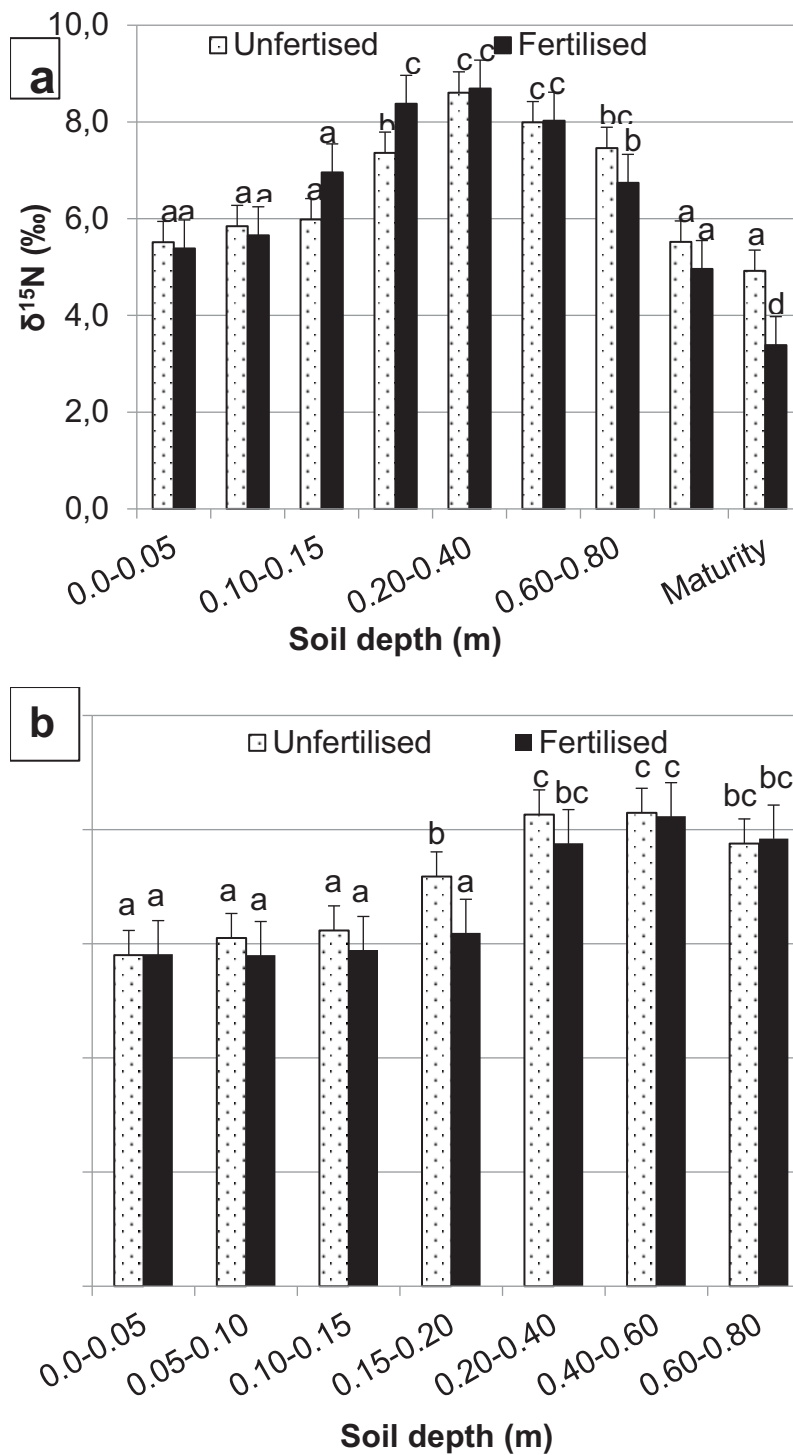 a
Unfertised Fertilised
10,0
8,0
6,0
4,0
2,0
0,0
δ¹⁵N (‰)
a a a a a a b c c c c c bc b a a a d
0.0-0.05 0.10-0.15 0.20-0.40 0.60-0.80 Maturity
Soil depth (m)
b
Unfertilised Fertilised
a a a a a a b a c bc c c bc bc
0.0-0.05 0.05-0.10 0.10-0.15 0.15-0.20 0.20-0.40 0.40-0.60 0.60-0.80
Soil depth (m)